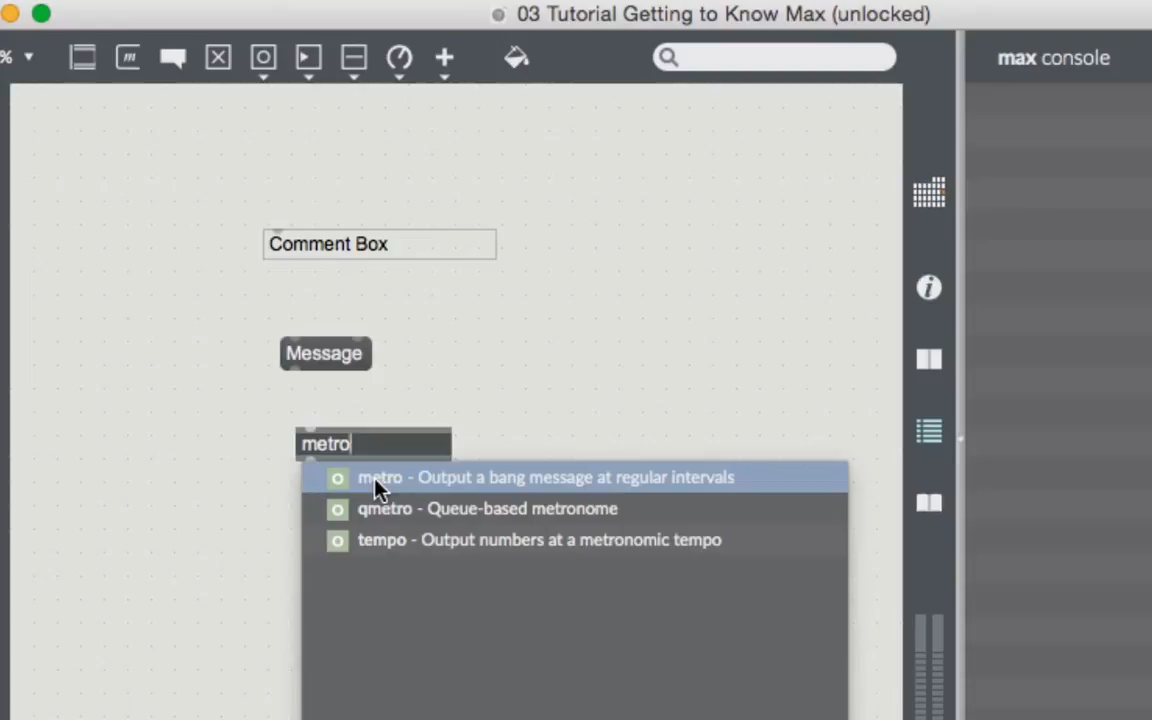 03 Tutorial Getting to Know Max (unlocked)
%
m
max console
Comment Box
Message
metro
metro - Output a bang message at regular intervals
qmetro - Queue-based metronome
tempo - Output numbers at a metronomic tempo